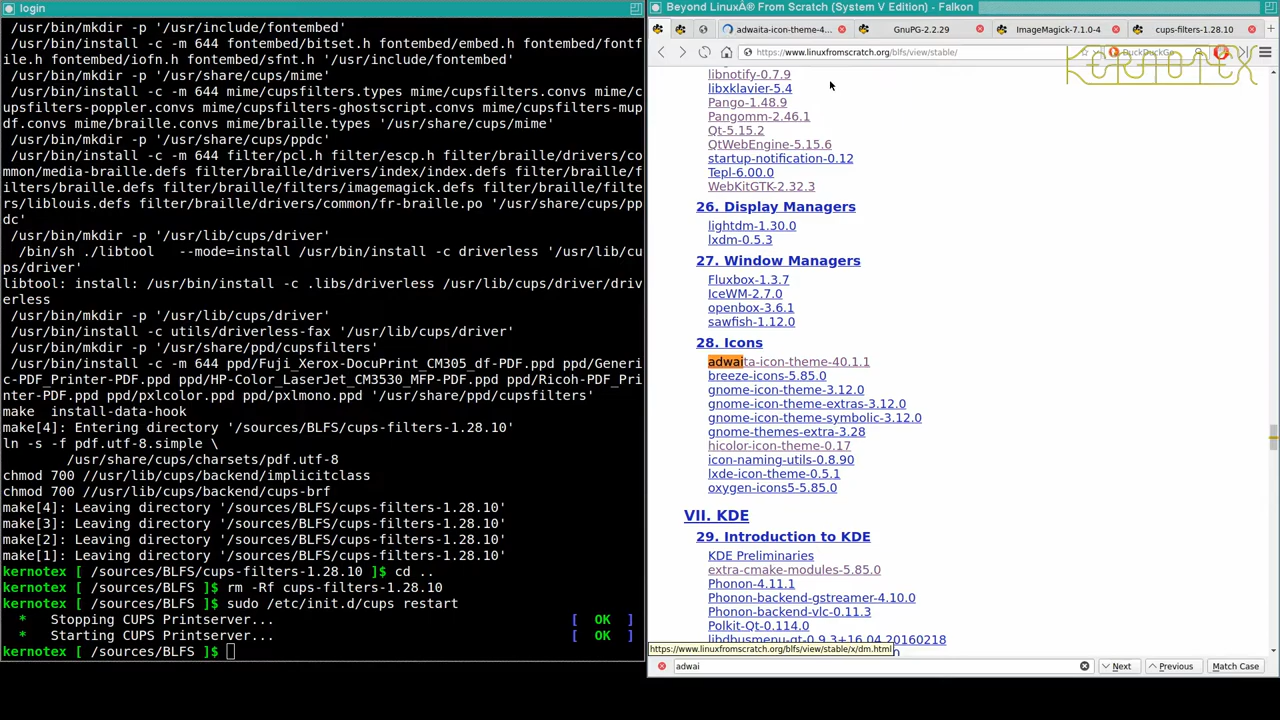 login
/usr/bin/mkdir -p '/usr/include/fontembed'
/usr/bin/install -c -m 644 fontembed/bitset.h fontembed/embed.h fontembed/fontf
ile.h fontembed/iofn.h fontembed/sfnt.h '/usr/include/fontembed'
/usr/bin/mkdir -p '/usr/share/cups/mime'
/usr/bin/install -c -m 644 mime/cupsfilters.types mime/cupsfilters.convs mime/c
upsfilters-poppler.convs mime/cupsfilters-ghostscript.convs mime/cupsfilters-mup
df.convs mime/braille.convs mime/braille.types '/usr/share/cups/mime'
/usr/bin/mkdir -p '/usr/share/cups/ppdc'
/usr/bin/install -c -m 644 filter/pcl.h filter/escp.h filter/braille/drivers/co
mmon/media-braille.defs filter/braille/drivers/index/index.defs filter/braille/f
ilters/braille.defs filter/braille/filters/imagemagick.defs filter/braille/filte
rs/liblouis.defs filter/braille/drivers/common/fr-braille.po '/usr/share/cups/pp
dc'
/usr/bin/mkdir -p '/usr/lib/cups/driver'
/bin/sh ./libtool   --mode=install /usr/bin/install -c driverless '/usr/lib/cu
ps/driver'
libtool: install: /usr/bin/install -c .libs/driverless /usr/lib/cups/driver/driv
erless
/usr/bin/mkdir -p '/usr/lib/cups/driver'
/usr/bin/install -c utils/driverless-fax '/usr/lib/cups/driver'
/usr/bin/mkdir -p '/usr/share/ppd/cupsfilters'
/usr/bin/install -c -m 644 ppd/Fuji_Xerox-DocuPrint_CM305_df-PDF.ppd ppd/Generi
c-PDF_Printer-PDF.ppd ppd/HP-Color_LaserJet_CM3530_MFP-PDF.ppd ppd/Ricoh-PDF_Pri
nter-PDF.ppd ppd/pxlcolor.ppd ppd/pxlmono.ppd '/usr/share/ppd/cupsfilters'
make  install-data-hook
make[4]: Entering directory '/sources/BLFS/cups-filters-1.28.10'
ln -s -f pdf.utf-8.simple \
/usr/share/cups/charsets/pdf.utf-8
chmod 700 //usr/lib/cups/backend/implicitclass
chmod 700 //usr/lib/cups/backend/cups-brf
make[4]: Leaving directory '/sources/BLFS/cups-filters-1.28.10'
make[3]: Leaving directory '/sources/BLFS/cups-filters-1.28.10'
make[2]: Leaving directory '/sources/BLFS/cups-filters-1.28.10'
make[1]: Leaving directory '/sources/BLFS/cups-filters-1.28.10'
kernotex [ /sources/BLFS/cups-filters-1.28.10 ]$ cd ..
kernotex [ /sources/BLFS ]$ rm -Rf cups-filters-1.28.10
kernotex [ /sources/BLFS ]$ sudo /etc/init.d/cups restart
* Stopping CUPS Printserver... [ OK ]
* Starting CUPS Printserver... [ OK ]
kernotex [ /sources/BLFS ]$
Beyond LinuxÂ® From Scratch (System V Edition) - Falkon
adwaita-icon-theme-4... GnuPG-2.2.29 ImageMagick-7.1.0-4 cups-filters-1.28.10
https://www.linuxfromscratch.org/blfs/view/stable/ DuckDuckGo
KERNOTEX
libnotify-0.7.9
libxklavier-5.4
Pango-1.48.9
Pangomm-2.46.1
Qt-5.15.2
QtWebEngine-5.15.6
startup-notification-0.12
Tepl-6.00.0
WebKitGTK-2.32.3
26. Display Managers
lightdm-1.30.0
lxdm-0.5.3
27. Window Managers
Fluxbox-1.3.7
IceWM-2.7.0
openbox-3.6.1
sawfish-1.12.0
28. Icons
adwaita-icon-theme-40.1.1
breeze-icons-5.85.0
gnome-icon-theme-3.12.0
gnome-icon-theme-extras-3.12.0
gnome-icon-theme-symbolic-3.12.0
gnome-themes-extra-3.28
hicolor-icon-theme-0.17
icon-naming-utils-0.8.90
lxde-icon-theme-0.5.1
oxygen-icons5-5.85.0
VII. KDE
29. Introduction to KDE
KDE Preliminaries
extra-cmake-modules-5.85.0
Phonon-4.11.1
Phonon-backend-gstreamer-4.10.0
Phonon-backend-vlc-0.11.3
Polkit-Qt-0.114.0
libdbusmenu-qt-0.9.3+16.04.20160218
https://www.linuxfromscratch.org/blfs/view/stable/x/dm.html
adwai Next Previous Match Case